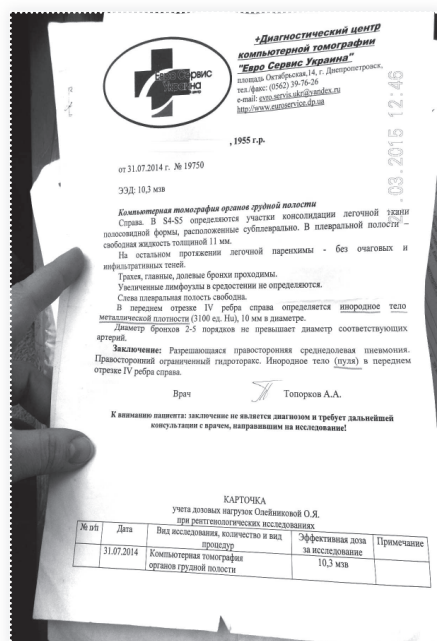 +Диагностический центр
компьютерной томографии
"Евро Сервис Украина"
площадь Октябрьская,14, г. Днепропетровск,
тел./факс: (0562) 39-76-26
e-mail: evro.servis.ukr@yandex.ru
http://www.euroservice.dp.ua
Евро Сервис
Украина
, 1955 г.р.
.03.2015 12:46
от 31.07.2014 г. № 19750
ЭЭД: 10,3 мзв
Компьютерная томография органов грудной полости
Справа. В S4-S5 определяются участки консолидации легочной ткани
полосовидной формы, расположенные субплеврально. В плевральной полости –
свободная жидкость толщиной 11 мм.
На остальном протяжении легочной паренхимы - без очаговых и
инфильтративных теней.
Трахея, главные, долевые бронхи проходимы.
Увеличенные лимфоузлы в средостении не определяются.
Слева плевральная полость свободна.
В переднем отрезке IV ребра справа определяется инородное тело
металлической плотности (3100 ед. Hu), 10 мм в диаметре.
Диаметр бронхов 2-5 порядков не превышает диаметр соответствующих
артерий.
Заключение: Разрешающаяся правосторонняя среднедолевая пневмония.
Правосторонний ограниченный гидроторакс. Инородное тело (пуля) в переднем
отрезке IV ребра справа.
Врач Топорков А.А.
К вниманию пациента: заключение не является диагнозом и требует дальнейшей
консультации с врачем, направившим на исследование!
КАРТОЧКА
учета дозовых нагрузок Олейниковой О.Я.
при рентгенологических исследованиях
№ п/п Дата Вид исследования, количество и вид процедур Эффективная доза за исследование Примечание
31.07.2014 Компьютерная томография органов грудной полости 10,3 мзв